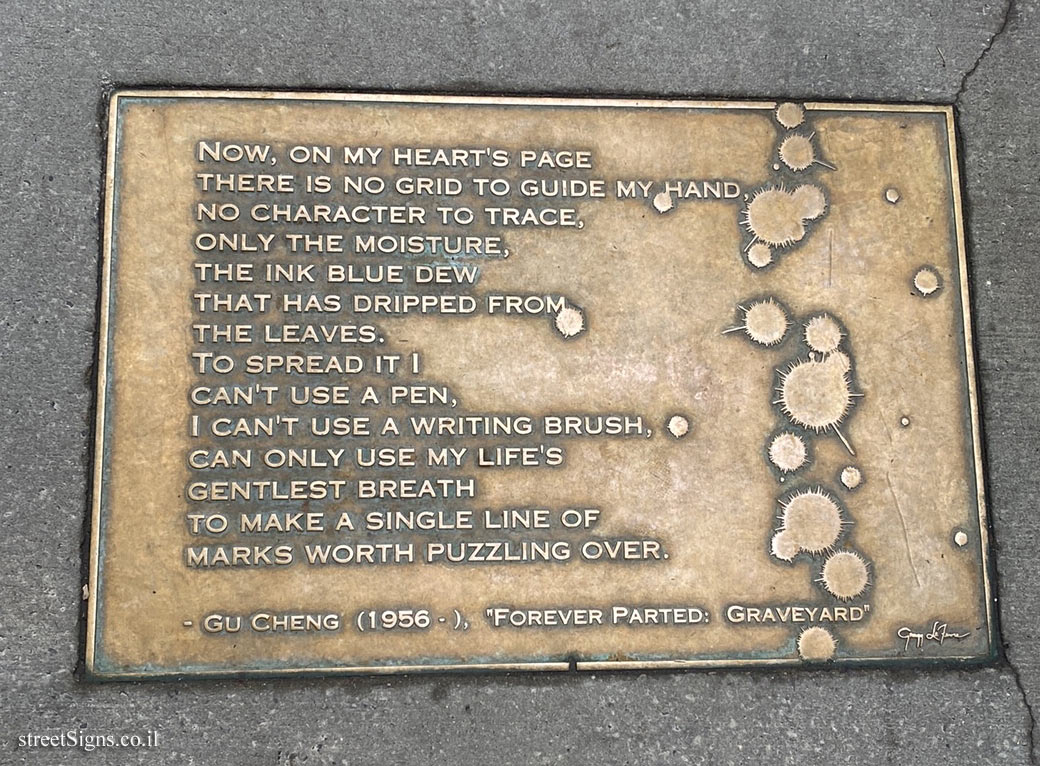 NOW, ON MY HEART'S PAGE
THERE IS NO GRID TO GUIDE MY HAND,
NO CHARACTER TO TRACE,
ONLY THE MOISTURE,
THE INK BLUE DEW
THAT HAS DRIPPED FROM
THE LEAVES.
TO SPREAD IT I
CAN'T USE A PEN,
I CAN'T USE A WRITING BRUSH,
CAN ONLY USE MY LIFE'S
GENTLEST BREATH
TO MAKE A SINGLE LINE OF
MARKS WORTH PUZZLING OVER.
- GU CHENG (1956 - ), "FOREVER PARTED: GRAVEYARD"
Gregg LeFevre
streetSigns.co.il